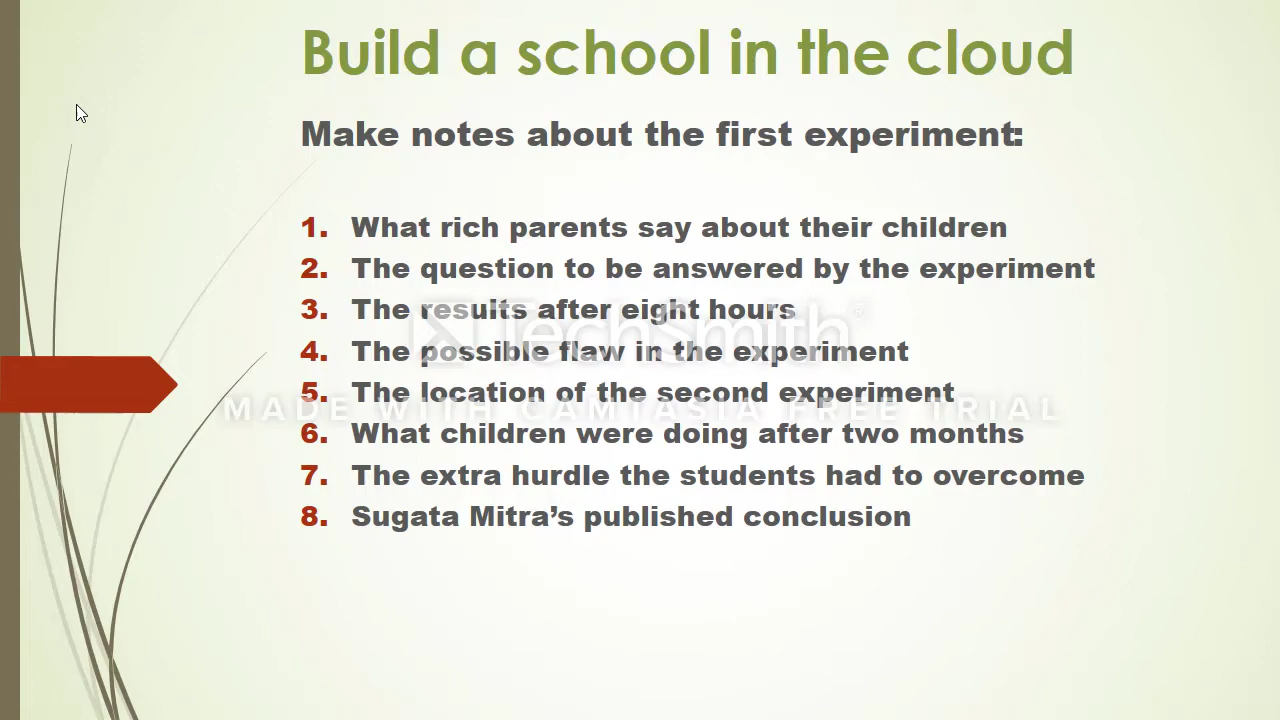 Build a school in the cloud
Make notes about the first experiment:
1. What rich parents say about their children
2. The question to be answered by the experiment
3. The results after eight hours
4. The possible flaw in the experiment
5. The location of the second experiment
6. What children were doing after two months
7. The extra hurdle the students had to overcome
8. Sugata Mitra’s published conclusion
TechSmith®
MADE WITH CAMTASIA FREE TRIAL